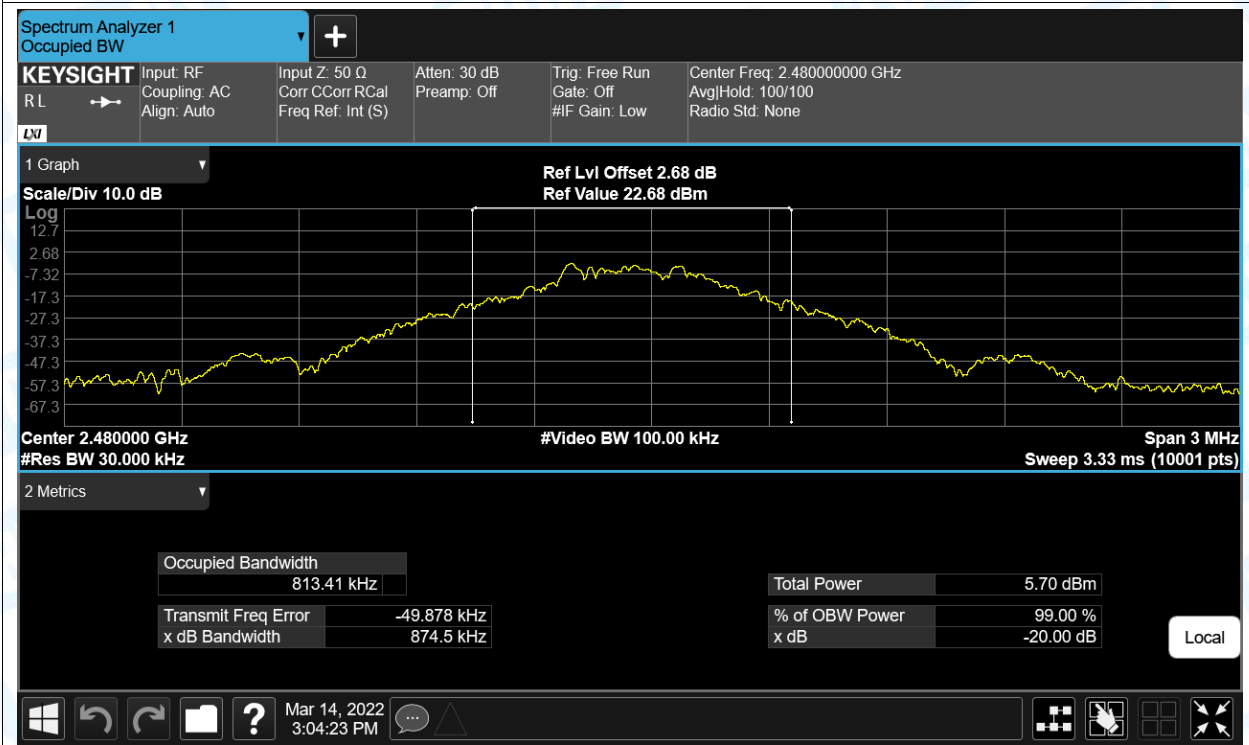 Spectrum Analyzer 1
Occupied BW
KEYSIGHT
R L
LXI
Input: RF
Coupling: AC
Align: Auto
Input Z: 50 Ω
Corr CCorr RCal
Freq Ref: Int (S)
Atten: 30 dB
Preamp: Off
Trig: Free Run
Gate: Off
#IF Gain: Low
Center Freq: 2.480000000 GHz
Avg|Hold: 100/100
Radio Std: None
1 Graph
Scale/Div 10.0 dB
Ref Lvl Offset 2.68 dB
Ref Value 22.68 dBm
Log
12.7
2.68
-7.32
-17.3
-27.3
-37.3
-47.3
-57.3
-67.3
Center 2.480000 GHz
#Res BW 30.000 kHz
#Video BW 100.00 kHz
Span 3 MHz
Sweep 3.33 ms (10001 pts)
2 Metrics
Occupied Bandwidth
813.41 kHz
Transmit Freq Error -49.878 kHz
x dB Bandwidth 874.5 kHz
Total Power 5.70 dBm
% of OBW Power 99.00 %
x dB -20.00 dB
Local
?
Mar 14, 2022
3:04:23 PM